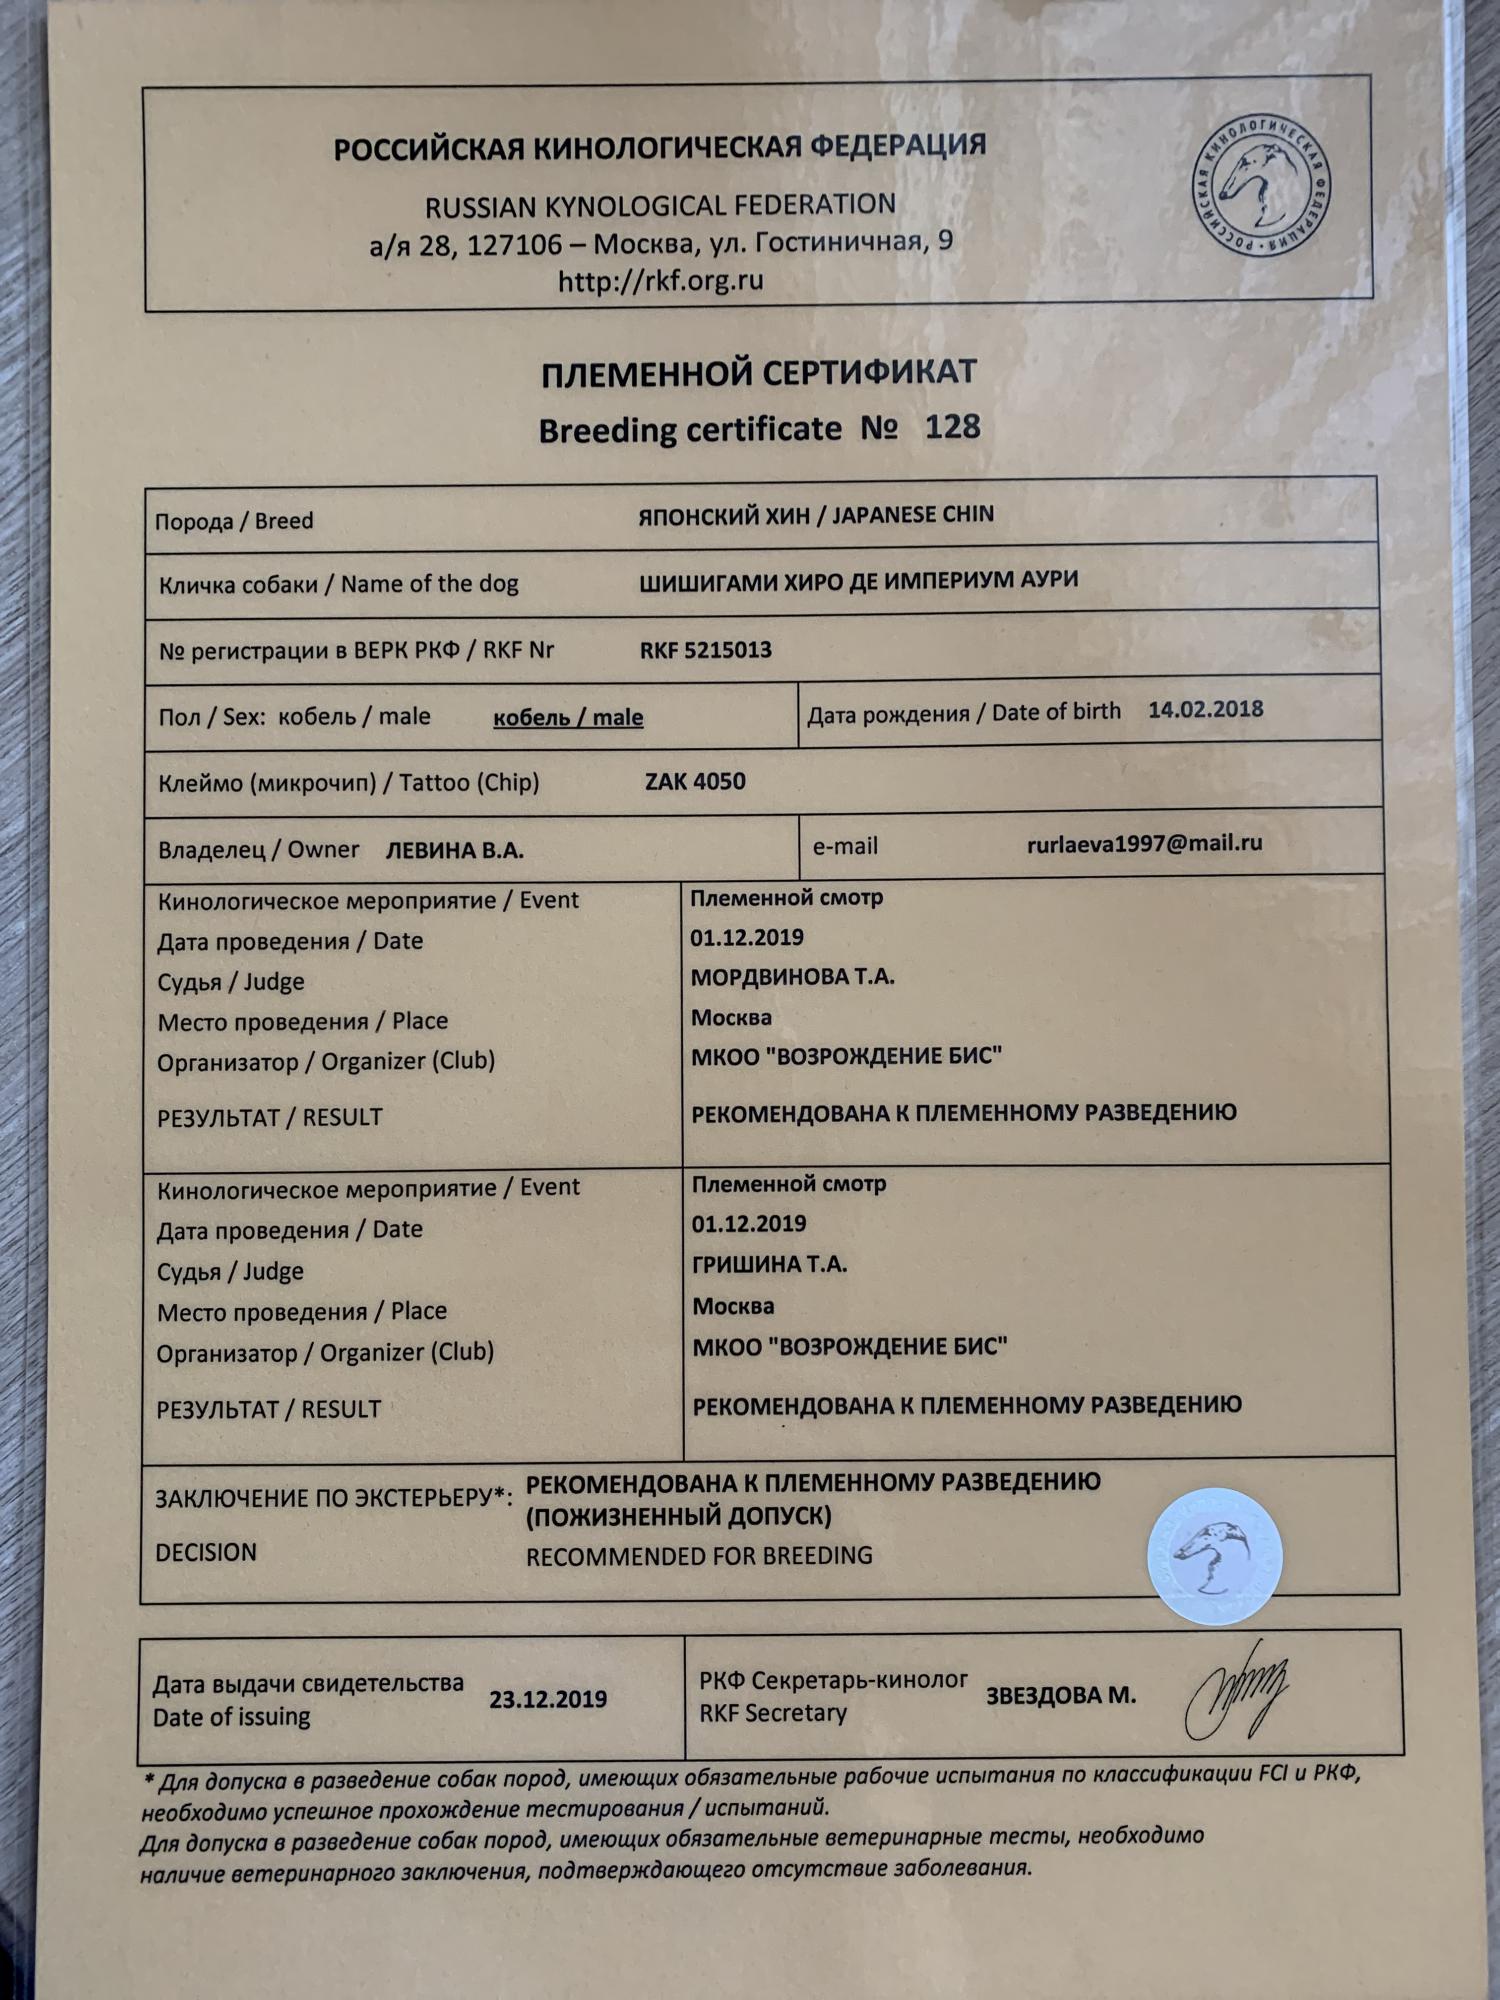 РОССИЙСКАЯ КИНОЛОГИЧЕСКАЯ ФЕДЕРАЦИЯ
RUSSIAN KYNOLOGICAL FEDERATION
а/я 28, 127106 – Москва, ул. Гостиничная, 9
http://rkf.org.ru
РОССИЙСКАЯ КИНОЛОГИЧЕСКАЯ ФЕДЕРАЦИЯ
ПЛЕМЕННОЙ СЕРТИФИКАТ
Breeding certificate № 128
Порода / Breed ЯПОНСКИЙ ХИН / JAPANESE CHIN
Кличка собаки / Name of the dog ШИШИГАМИ ХИРО ДЕ ИМПЕРИУМ АУРИ
№ регистрации в ВЕРК РКФ / RKF Nr RKF 5215013
Пол / Sex: кобель / male кобель / male Дата рождения / Date of birth 14.02.2018
Клеймо (микрочип) / Tattoo (Chip) ZAK 4050
Владелец / Owner ЛЕВИНА В.А. e-mail rurlaeva1997@mail.ru
Кинологическое мероприятие / Event Племенной смотр
Дата проведения / Date 01.12.2019
Судья / Judge МОРДВИНОВА Т.А.
Место проведения / Place Москва
Организатор / Organizer (Club) МКОО "ВОЗРОЖДЕНИЕ БИС"
РЕЗУЛЬТАТ / RESULT РЕКОМЕНДОВАНА К ПЛЕМЕННОМУ РАЗВЕДЕНИЮ
Кинологическое мероприятие / Event Племенной смотр
Дата проведения / Date 01.12.2019
Судья / Judge ГРИШИНА Т.А.
Место проведения / Place Москва
Организатор / Organizer (Club) МКОО "ВОЗРОЖДЕНИЕ БИС"
РЕЗУЛЬТАТ / RESULT РЕКОМЕНДОВАНА К ПЛЕМЕННОМУ РАЗВЕДЕНИЮ
ЗАКЛЮЧЕНИЕ ПО ЭКСТЕРЬЕРУ*: РЕКОМЕНДОВАНА К ПЛЕМЕННОМУ РАЗВЕДЕНИЮ
(ПОЖИЗНЕННЫЙ ДОПУСК)
DECISION RECOMMENDED FOR BREEDING
Дата выдачи свидетельства 23.12.2019
Date of issuing
РКФ Секретарь-кинолог ЗВЕЗДОВА М.
RKF Secretary
* Для допуска в разведение собак пород, имеющих обязательные рабочие испытания по классификации FCI и РКФ,
необходимо успешное прохождение тестирования / испытаний.
Для допуска в разведение собак пород, имеющих обязательные ветеринарные тесты, необходимо
наличие ветеринарного заключения, подтверждающего отсутствие заболевания.